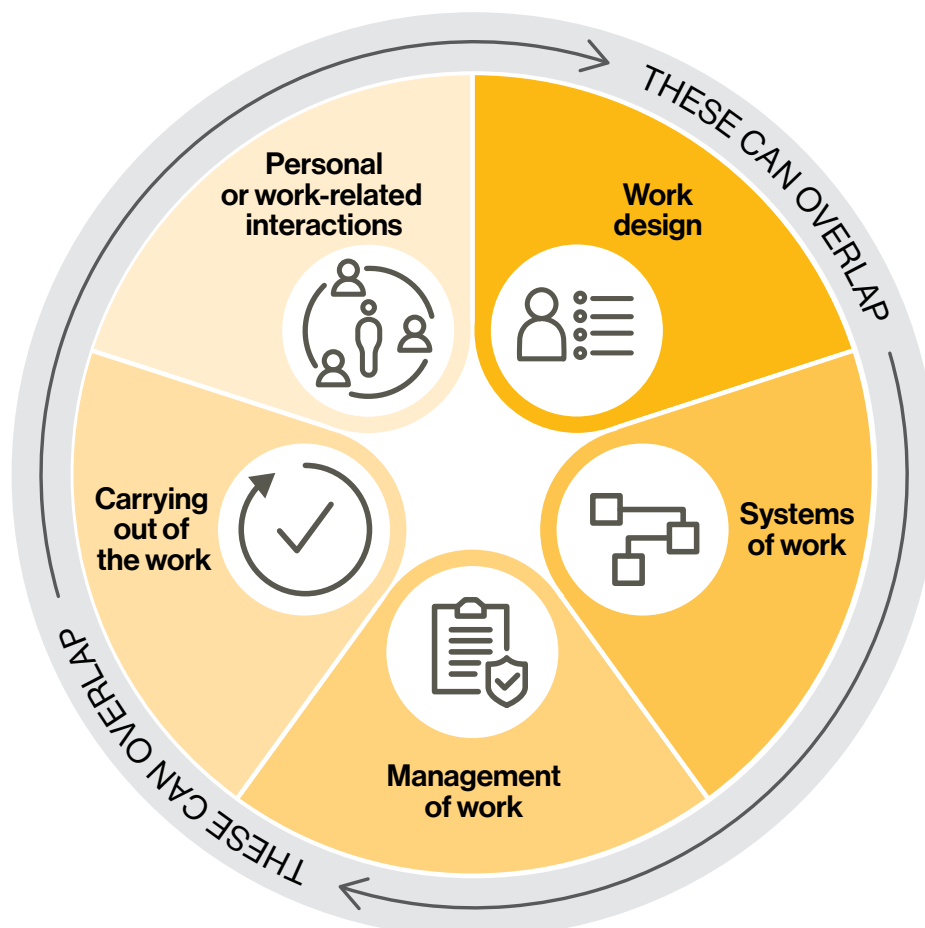 THESE CAN OVERLAP
Work
design
Systems
of work
Management
of work
Carrying
out of
the work
Personal
or work-related
interactions
THESE CAN OVERLAP